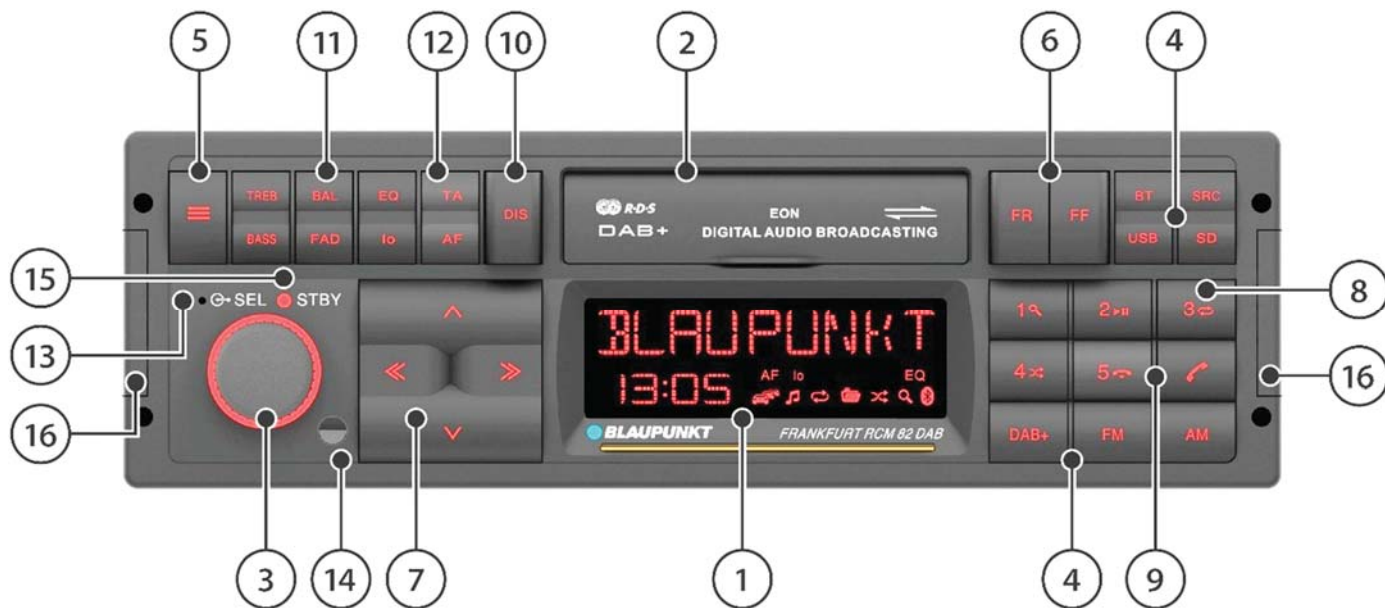 5 11 12 10 2 6 4
TREB BAL EQ TA DIS
BASS FAD lo AF
R·D·S
DAB+
EON
DIGITAL AUDIO BROADCASTING
FR FF
BT SRC
USB SD
15
SEL STBY
13
16
BLAUPUNKT
13:05
AF lo EQ
BLAUPUNKT FRANKFURT RCM 82 DAB
1 2 3
4 5
DAB+ FM AM
8
16
3 14 7 1 4 9